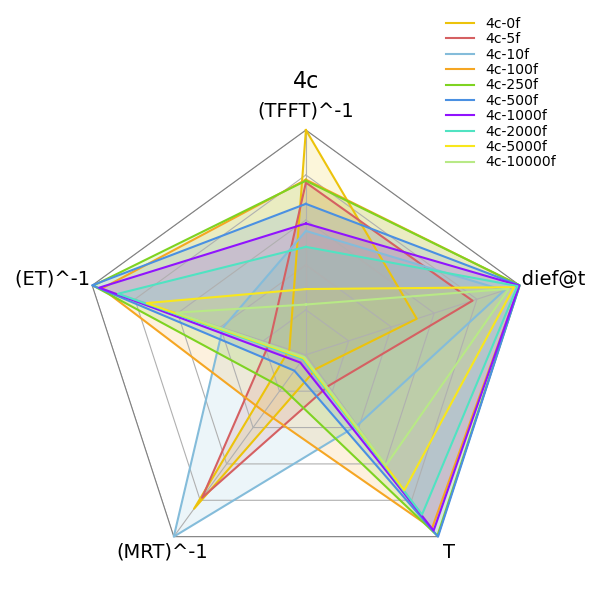 4c-0f
4c-5f
4c-10f
4c-100f
4c-250f
4c-500f
4c-1000f
4c-2000f
4c-5000f
4c-10000f
4c
(TFFT)^-1
(ET)^-1
dief@t
(MRT)^-1
T